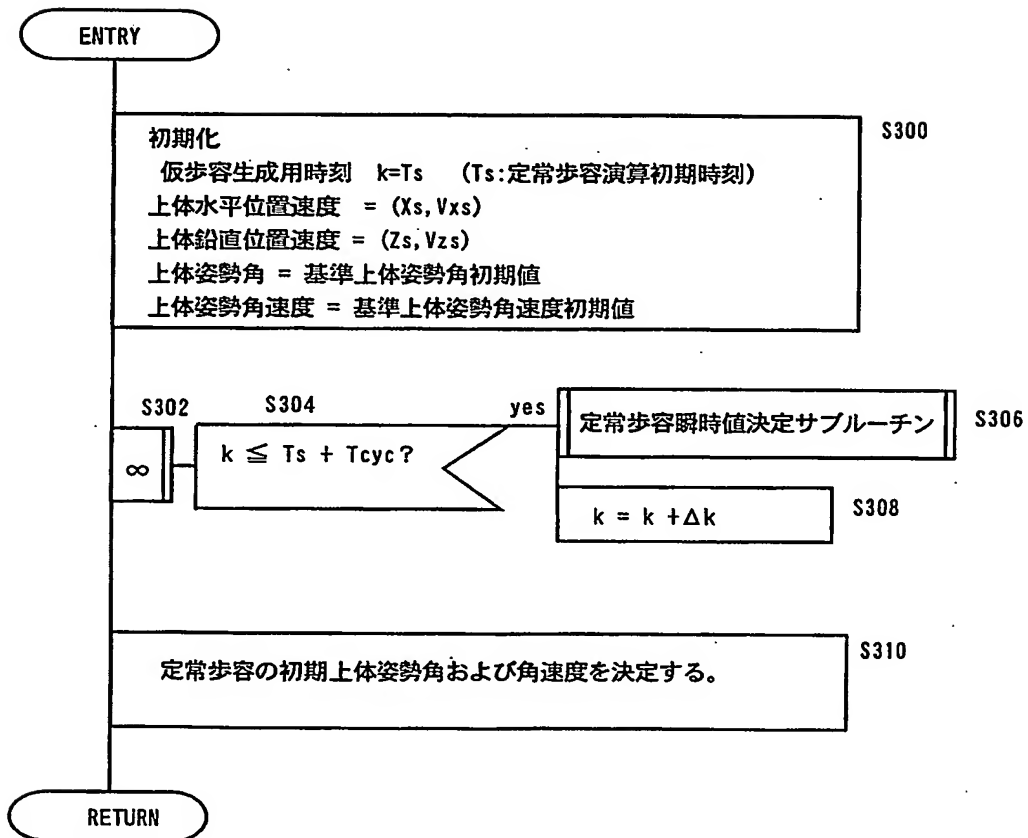 ENTRY
S300
初期化
仮歩容生成用時刻 k=Ts (Ts:定常歩容演算初期時刻)
上体水平位置速度 = (Xs,Vxs)
上体鉛直位置速度 = (Zs,Vzs)
上体姿勢角 = 基準上体姿勢角初期値
上体姿勢角速度 = 基準上体姿勢角速度初期値
S302
∞
S304
k ≦ Ts + Tcyc?
yes
定常歩容瞬時値決定サブルーチン
S306
k = k +Δk
S308
S310
定常歩容の初期上体姿勢角および角速度を決定する。
RETURN